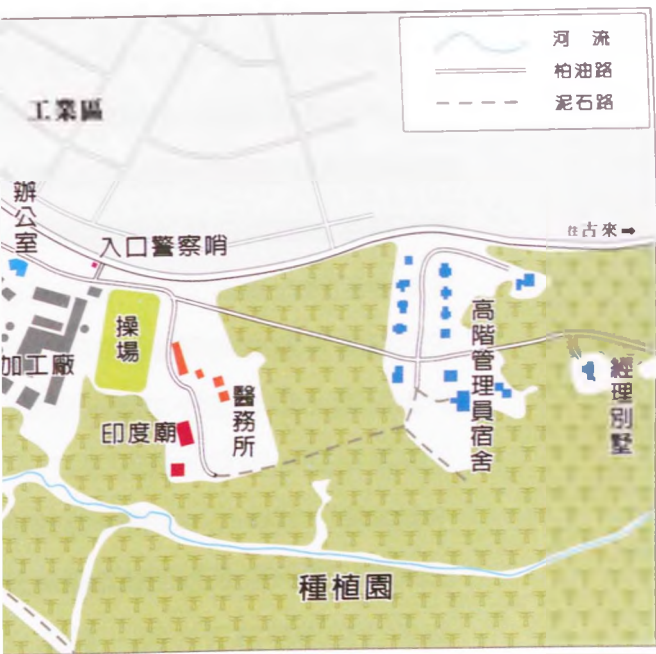 河 流
柏油路
泥石路
工業區
辦公室
入口警察哨
往古來➡
操場
加工廠
高階管理員宿舍
經理別墅
醫務所
印度廟
種植園